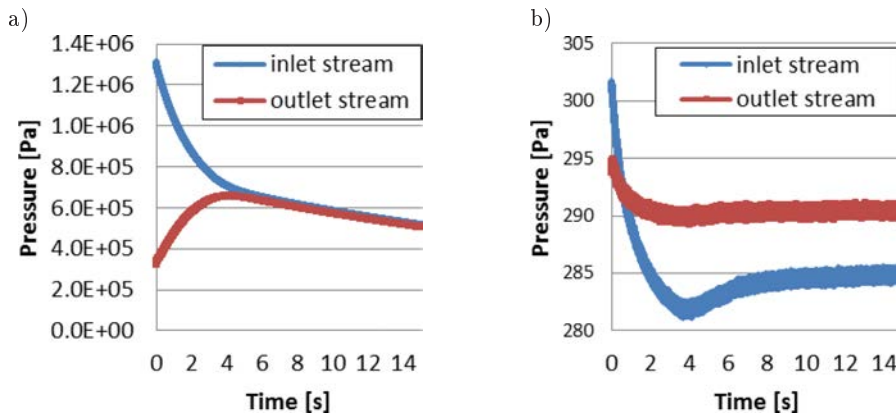 a)
1.4E+06
1.2E+06
1.0E+06
8.0E+05
6.0E+05
4.0E+05
2.0E+05
0.0E+00
Pressure [Pa]
inlet stream
outlet stream
0 2 4 6 8 10 12 14
Time [s]
b)
305
300
295
290
285
280
Pressure [Pa]
inlet stream
outlet stream
0 2 4 6 8 10 12 14
Time [s]